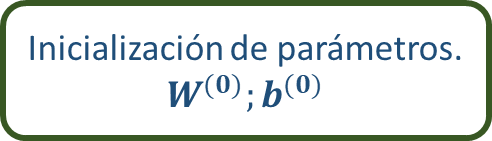 Inicialización de parámetros.
W⁽⁰⁾; b⁽⁰⁾